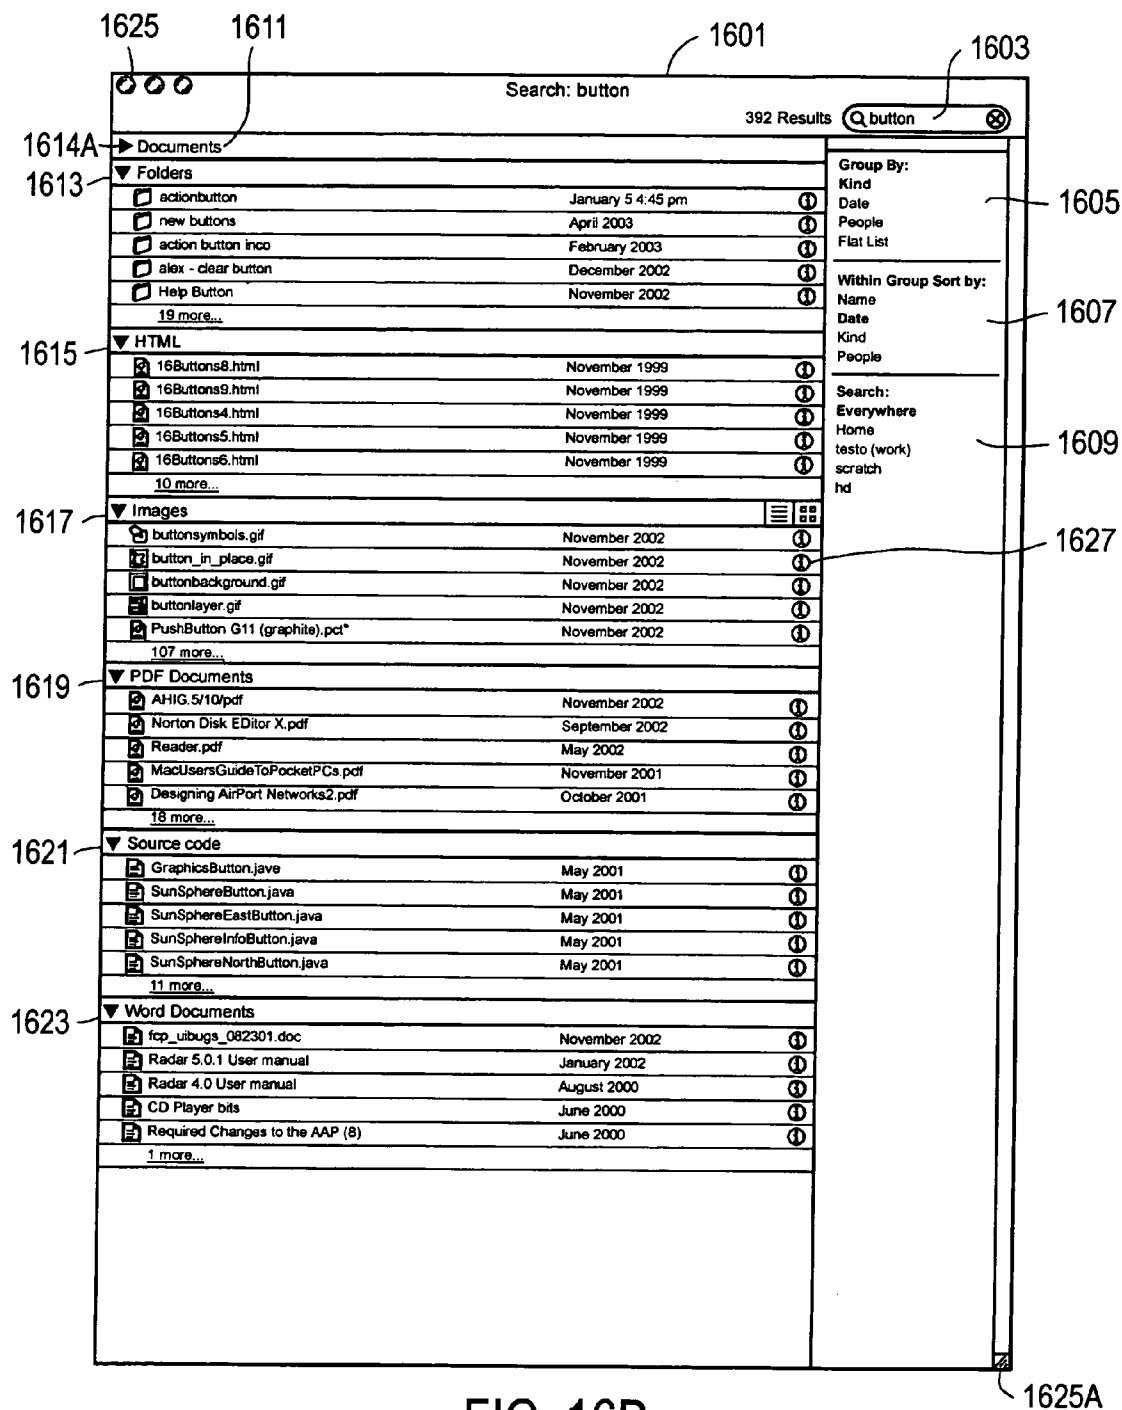 1625 1611 1601 1603
Search: button
392 Results button
1614A Documents
1613 Folders
actionbutton January 5 4:45 pm
new buttons April 2003
action button inco February 2003
alex - clear button December 2002
Help Button November 2002
19 more...
1615 HTML
16Buttons8.html November 1999
16Buttons9.html November 1999
16Buttons4.html November 1999
16Buttons5.html November 1999
16Buttons6.html November 1999
10 more...
1617 Images
buttonsymbols.gif November 2002
button_in_place.gif November 2002
buttonbackground.gif November 2002
buttonlayer.gif November 2002
PushButton G11 (graphite).pct" November 2002
107 more...
1619 PDF Documents
AHIG.5/10/pdf November 2002
Norton Disk EDitor X.pdf September 2002
Reader.pdf May 2002
MacUsersGuideToPocketPCs.pdf November 2001
Designing AirPort Networks2.pdf October 2001
18 more...
1621 Source code
GraphicsButton.jave May 2001
SunSphereButton.java May 2001
SunSphereEastButton.java May 2001
SunSphereInfoButton.java May 2001
SunSphereNorthButton.java May 2001
11 more...
1623 Word Documents
fcp_uibugs_082301.doc November 2002
Radar 5.0.1 User manual January 2002
Radar 4.0 User manual August 2000
CD Player bits June 2000
Required Changes to the AAP (8) June 2000
1 more...
Group By:
Kind
Date
People
Flat List
1605
Within Group Sort by:
Name
Date
Kind
People
1607
Search:
Everywhere
Home
testo (work)
scratch
hd
1609
1627
1625A